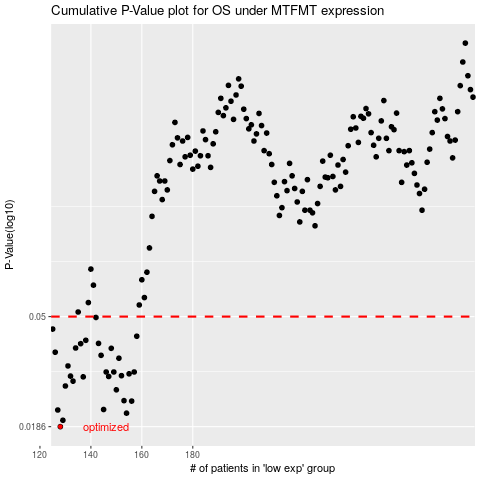 Cumulative P-Value plot for OS under MTFMT expression
P-Value(log10)
0.05
0.0186
optimized
120 140 160 180
# of patients in 'low exp' group